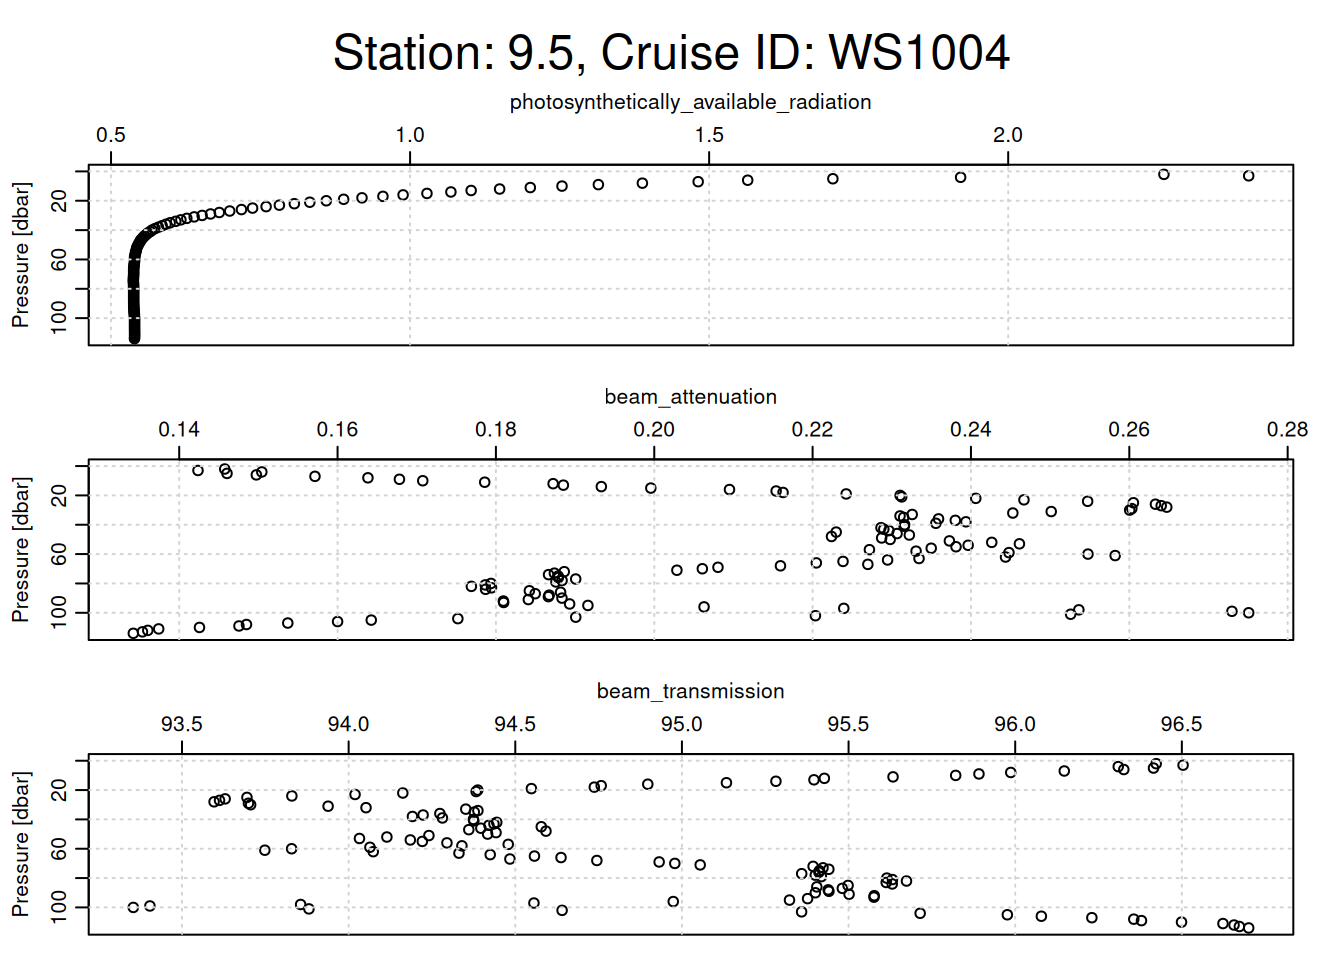 Station: 9.5, Cruise ID: WS1004
photosynthetically_available_radiation
0.5 1.0 1.5 2.0
Pressure [dbar]
20
60
100
beam_attenuation
0.14 0.16 0.18 0.20 0.22 0.24 0.26 0.28
Pressure [dbar]
20
60
100
beam_transmission
93.5 94.0 94.5 95.0 95.5 96.0 96.5
Pressure [dbar]
20
60
100